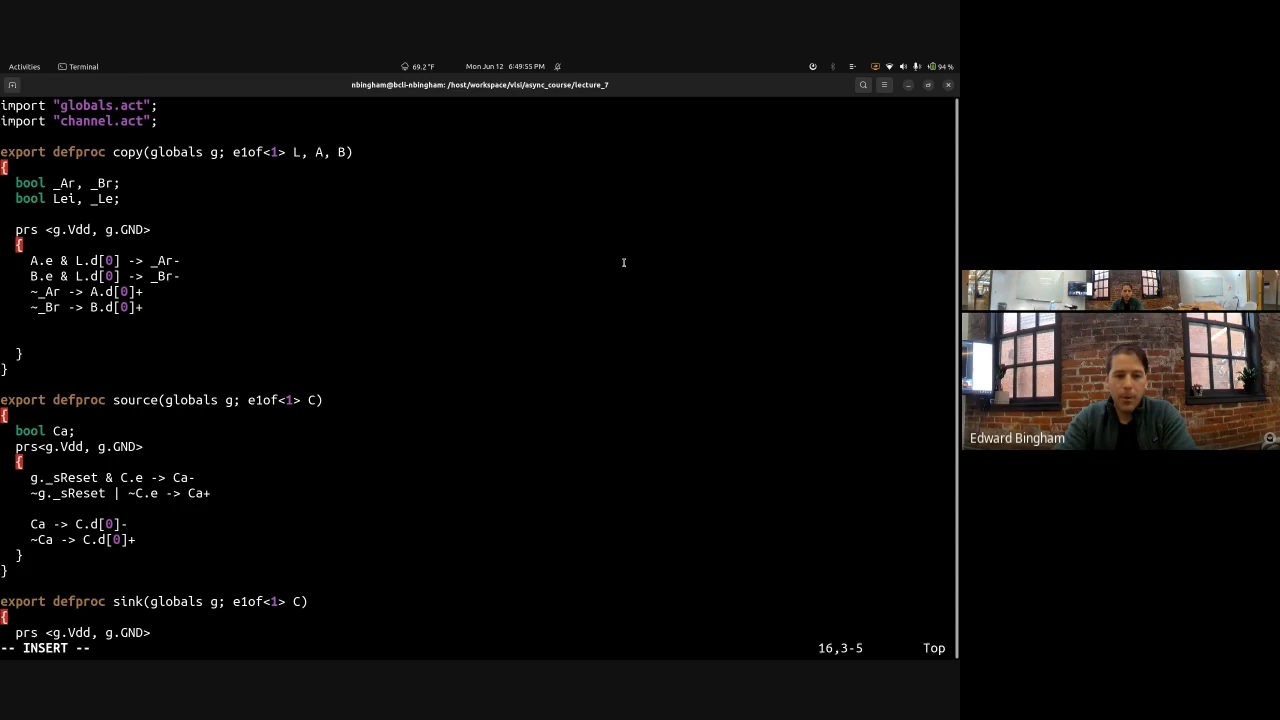 Activities Terminal 69.2 °F Mon Jun 12 6:49:55 PM 94 %
nbingham@bcli-nbingham: /host/workspace/vlsi/async_course/lecture_7
import "globals.act";
import "channel.act";
export defproc copy(globals g; e1of<1> L, A, B)
{
bool _Ar, _Br;
bool Lei, _Le;
prs <g.Vdd, g.GND>
{
A.e & L.d[0] -> _Ar-
B.e & L.d[0] -> _Br-
~_Ar -> A.d[0]+
~_Br -> B.d[0]+
}
}
export defproc source(globals g; e1of<1> C)
{
bool Ca;
prs<g.Vdd, g.GND>
{
g._sReset & C.e -> Ca-
~g._sReset | ~C.e -> Ca+
Ca -> C.d[0]-
~Ca -> C.d[0]+
}
}
export defproc sink(globals g; e1of<1> C)
{
prs <g.Vdd, g.GND>
-- INSERT -- 16,3-5 Top
Edward Bingham